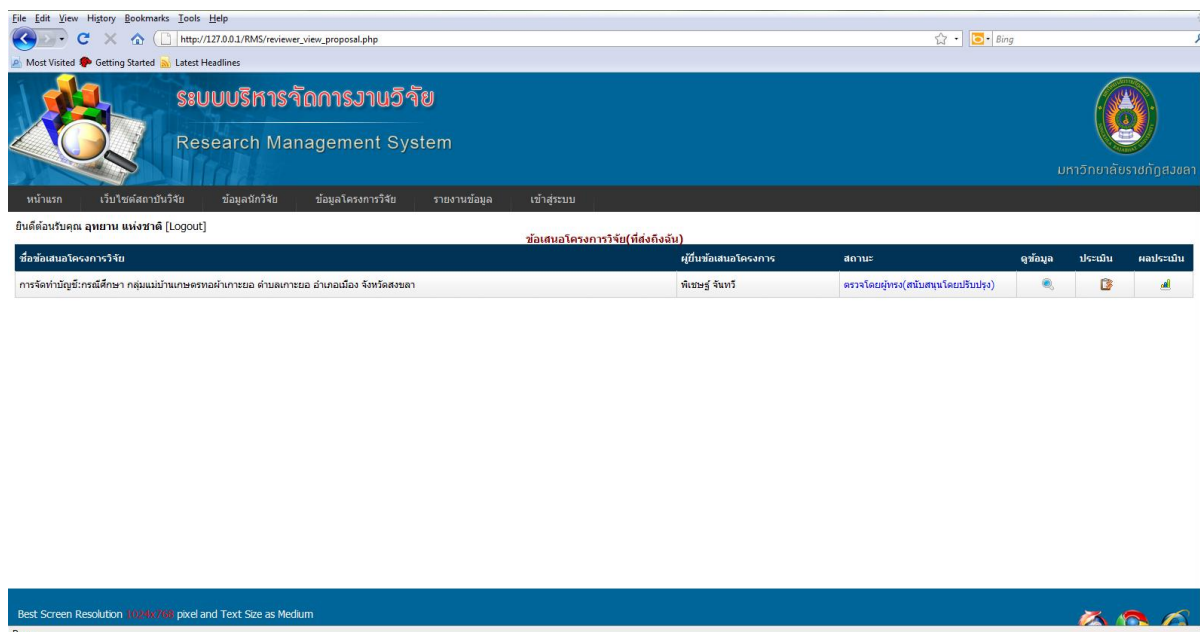 File Edit View History Bookmarks Tools Help
http://127.0.0.1/RMS/reviewer_view_proposal.php Bing
Most Visited Getting Started Latest Headlines
ระบบบริหารจัดการงานวิจัย
Research Management System
มหาวิทยาลัยราชภัฏสงขลา
หน้าแรก เว็บไซต์สถาบันวิจัย ข้อมูลนักวิจัย ข้อมูลโครงการวิจัย รายงานข้อมูล เข้าสู่ระบบ
ยินดีต้อนรับคุณ อุทยาน แห่งชาติ [Logout]
ข้อเสนอโครงการวิจัย(ที่ส่งถึงฉัน)
ชื่อข้อเสนอโครงการวิจัย ผู้ยื่นข้อเสนอโครงการ สถานะ ดูข้อมูล ประเมิน ผลประเมิน
การจัดทำบัญชี:กรณีศึกษา กลุ่มแม่บ้านเกษตรทอผ้าเกาะยอ ตำบลเกาะยอ อำเภอเมือง จังหวัดสงขลา พิเชษฐ์ จันทวี ตรวจโดยผู้ทรง(สนับสนุนโดยปรับปรุง)
Best Screen Resolution 1024x768 pixel and Text Size as Medium